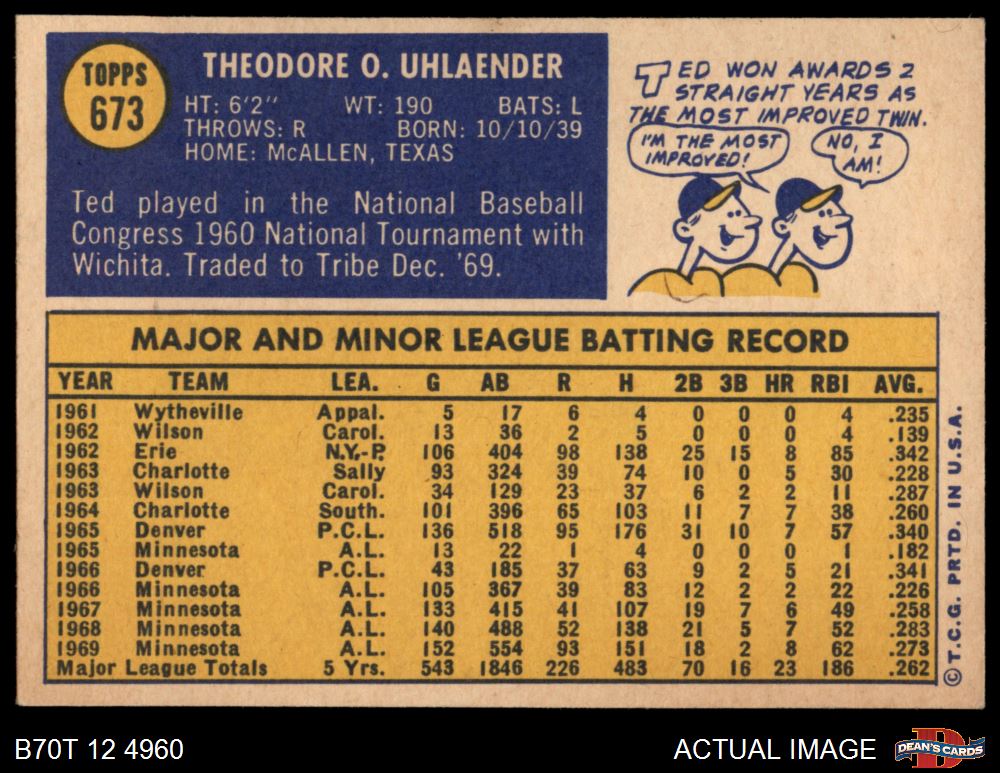 TOPPS
673
THEODORE O. UHLAENDER
HT: 6'2" WT: 190 BATS: L
THROWS: R BORN: 10/10/39
HOME: McALLEN, TEXAS
Ted played in the National Baseball
Congress 1960 National Tournament with
Wichita. Traded to Tribe Dec. '69.
TED WON AWARDS 2
STRAIGHT YEARS AS
THE MOST IMPROVED TWIN.
I'M THE MOST
IMPROVED!
NO, I
AM!
MAJOR AND MINOR LEAGUE BATTING RECORD
YEAR TEAM LEA. G AB R H 2B 3B HR RBI AVG.
1961 Wytheville Appal. 5 17 6 4 0 0 0 4 .235
1962 Wilson Carol. 13 36 2 5 0 0 0 4 .139
1962 Erie N.Y.-P. 106 404 98 138 25 15 8 85 .342
1963 Charlotte Sally 93 324 39 74 10 0 5 30 .228
1963 Wilson Carol. 34 129 23 37 6 2 2 11 .287
1964 Charlotte South. 101 396 65 103 11 7 7 38 .260
1965 Denver P.C.L. 136 518 95 176 31 10 7 57 .340
1965 Minnesota A.L. 13 22 1 4 0 0 0 1 .182
1966 Denver P.C.L. 43 185 37 63 9 2 5 21 .341
1966 Minnesota A.L. 105 367 39 83 12 2 2 22 .226
1967 Minnesota A.L. 133 415 41 107 19 7 6 49 .258
1968 Minnesota A.L. 140 488 52 138 21 5 7 52 .283
1969 Minnesota A.L. 152 554 93 151 18 2 8 62 .273
Major League Totals 5 Yrs. 543 1846 226 483 70 16 23 186 .262
©T.C.G. PRTD. IN U.S.A.
B70T 12 4960
ACTUAL IMAGE
DEAN'S CARDS